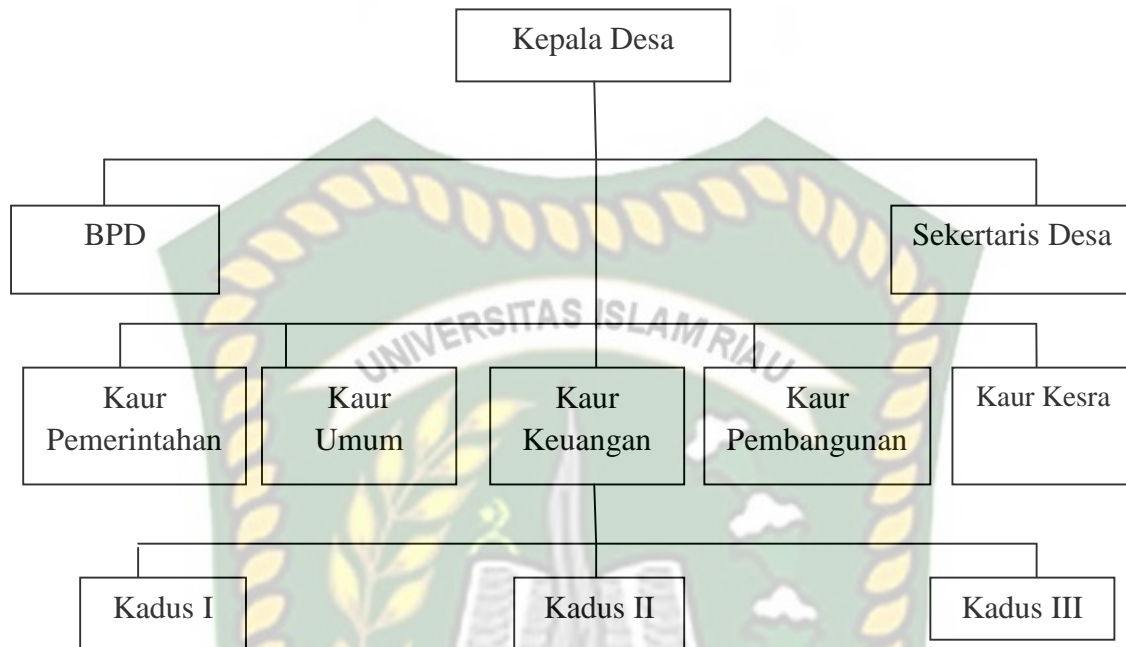 Kepala Desa
BPD
Sekertaris Desa
UNIVERSITAS ISLAM RIAU
Kaur
Pemerintahan
Kaur
Umum
Kaur
Keuangan
Kaur
Pembangunan
Kaur Kesra
Kadus I
Kadus II
Kadus III